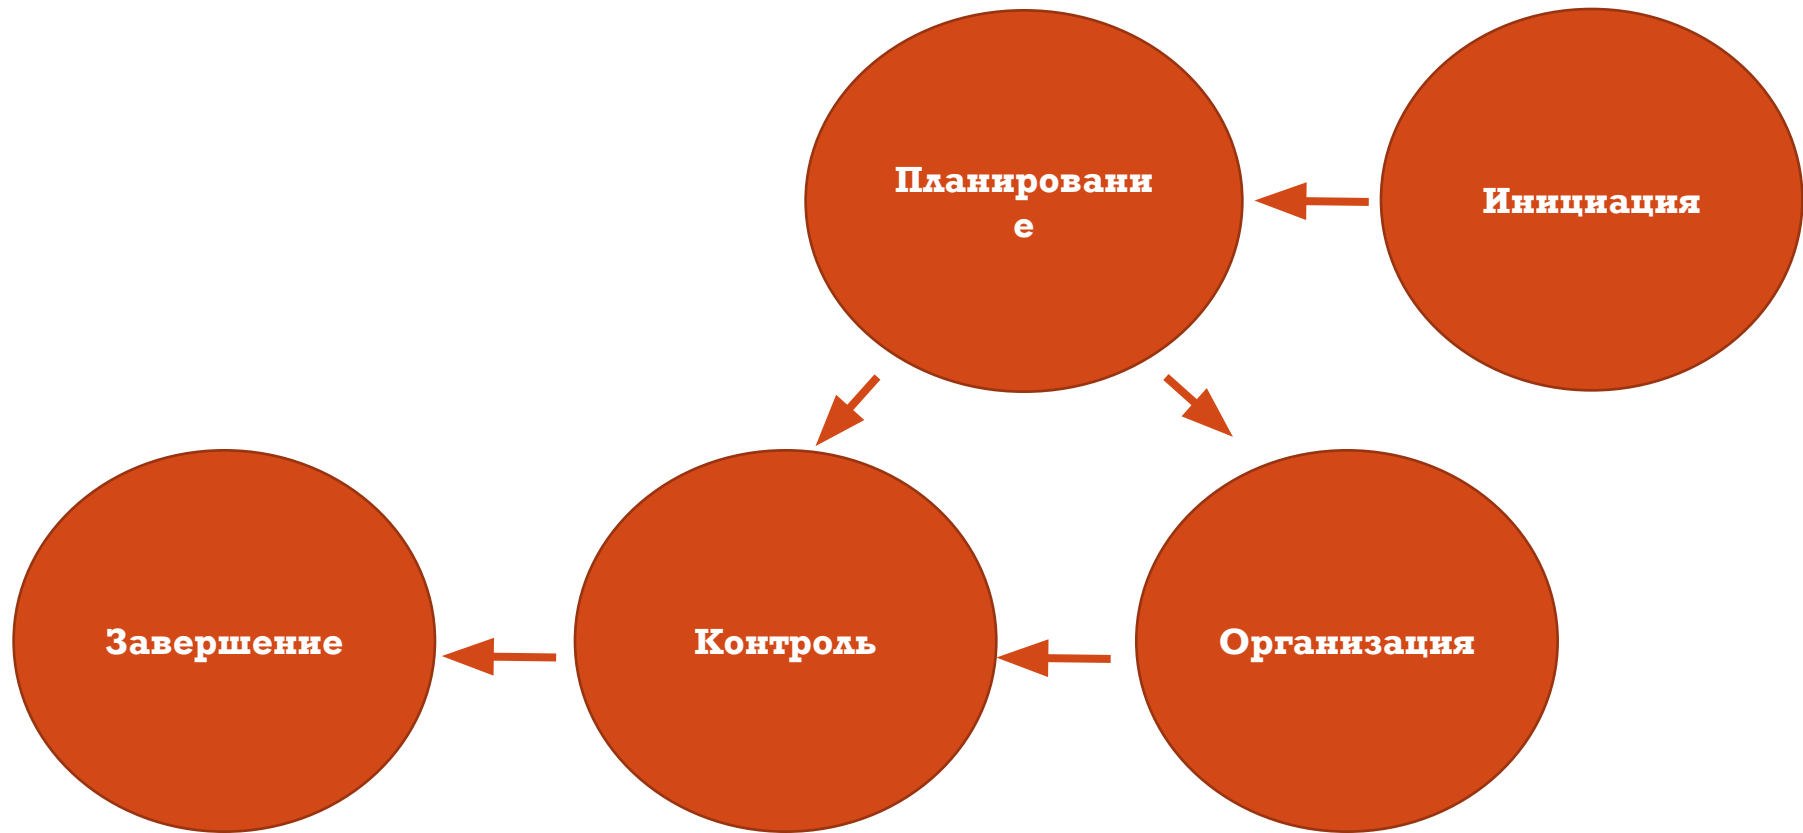 Планировани
е
Инициация
Завершение
Контроль
Организация